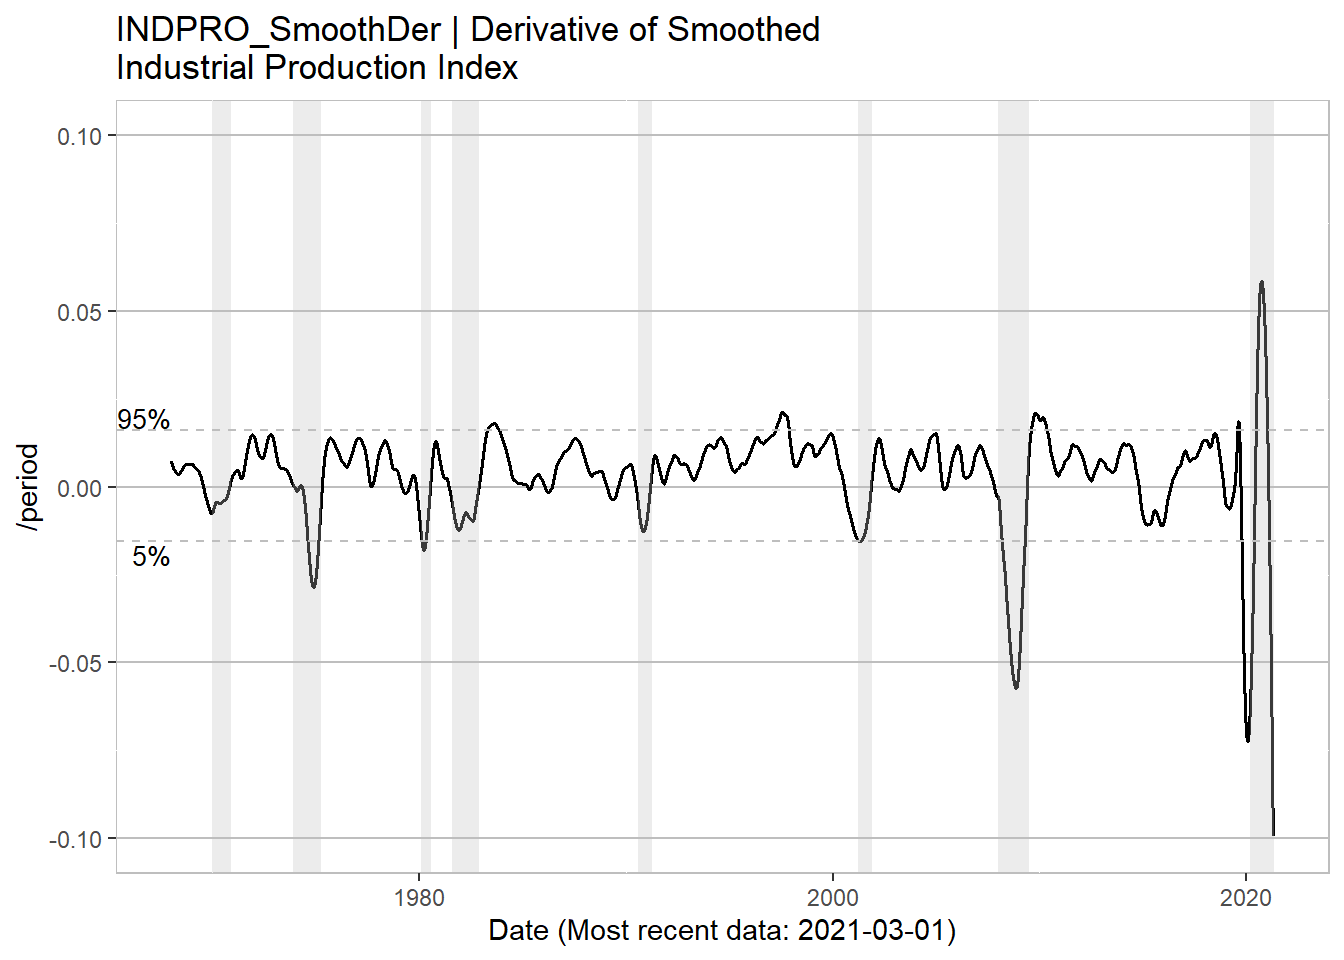 INDPRO_SmoothDer | Derivative of Smoothed
Industrial Production Index
0.10
0.05
0.00
-0.05
-0.10
/period
95%
5%
1980
2000
2020
Date (Most recent data: 2021-03-01)